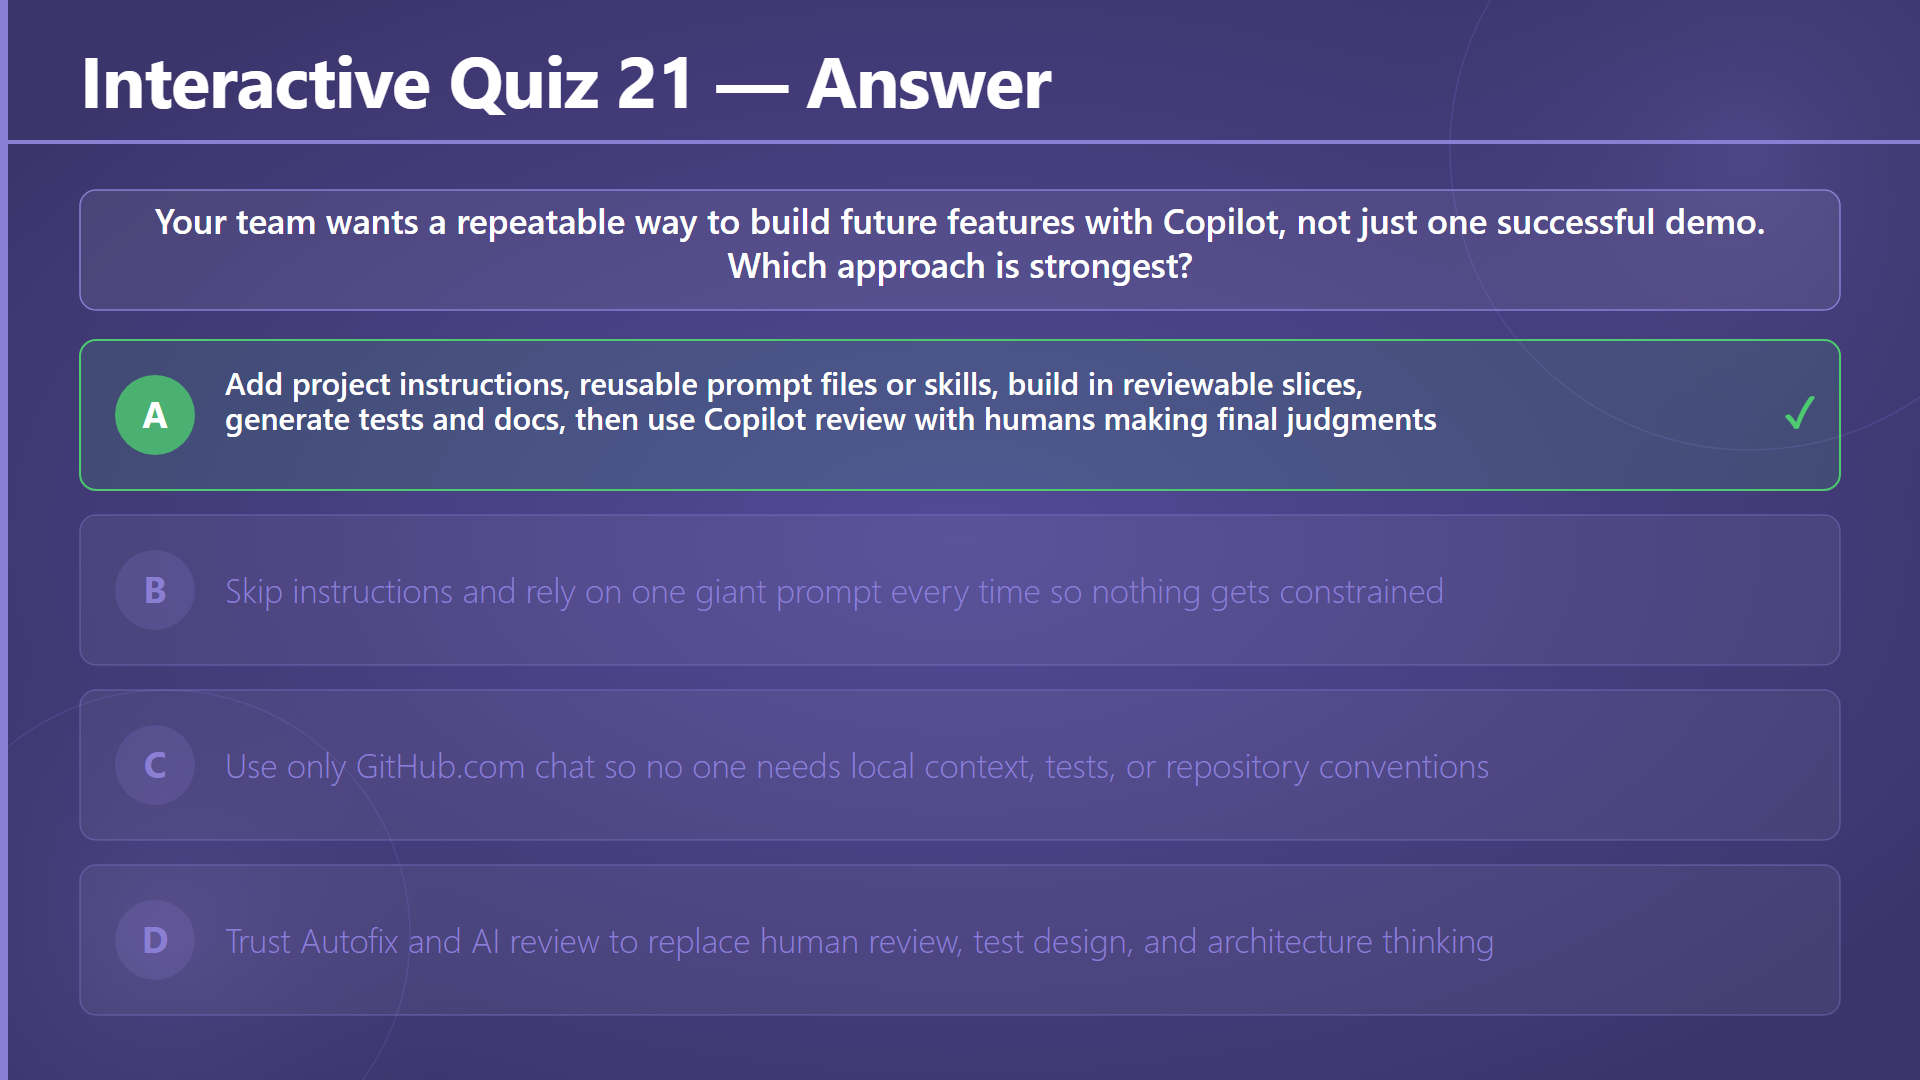 Interactive Quiz 21 — Answer
Your team wants a repeatable way to build future features with Copilot, not just one successful demo.
Which approach is strongest?
A
Add project instructions, reusable prompt files or skills, build in reviewable slices,
generate tests and docs, then use Copilot review with humans making final judgments
✓
B
Skip instructions and rely on one giant prompt every time so nothing gets constrained
C
Use only GitHub.com chat so no one needs local context, tests, or repository conventions
D
Trust Autofix and AI review to replace human review, test design, and architecture thinking